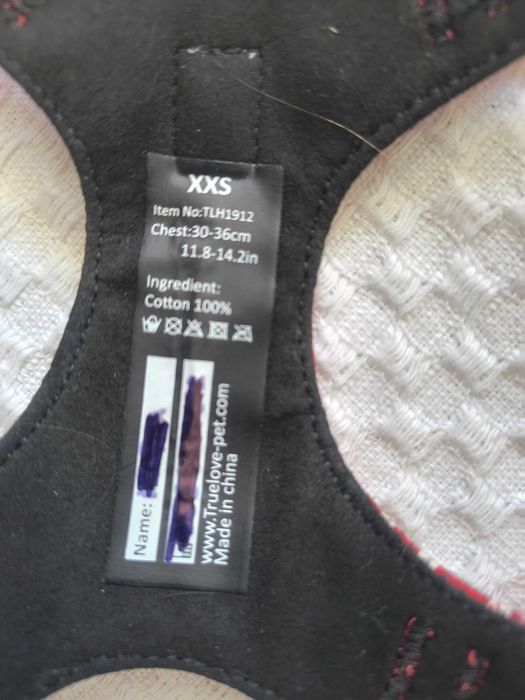 XXS
Item No:TLH1912
Chest:30-36cm
11.8-14.2in
Ingredient:
Cotton 100%
Name:
www.Truelove-pet.com
Made in china